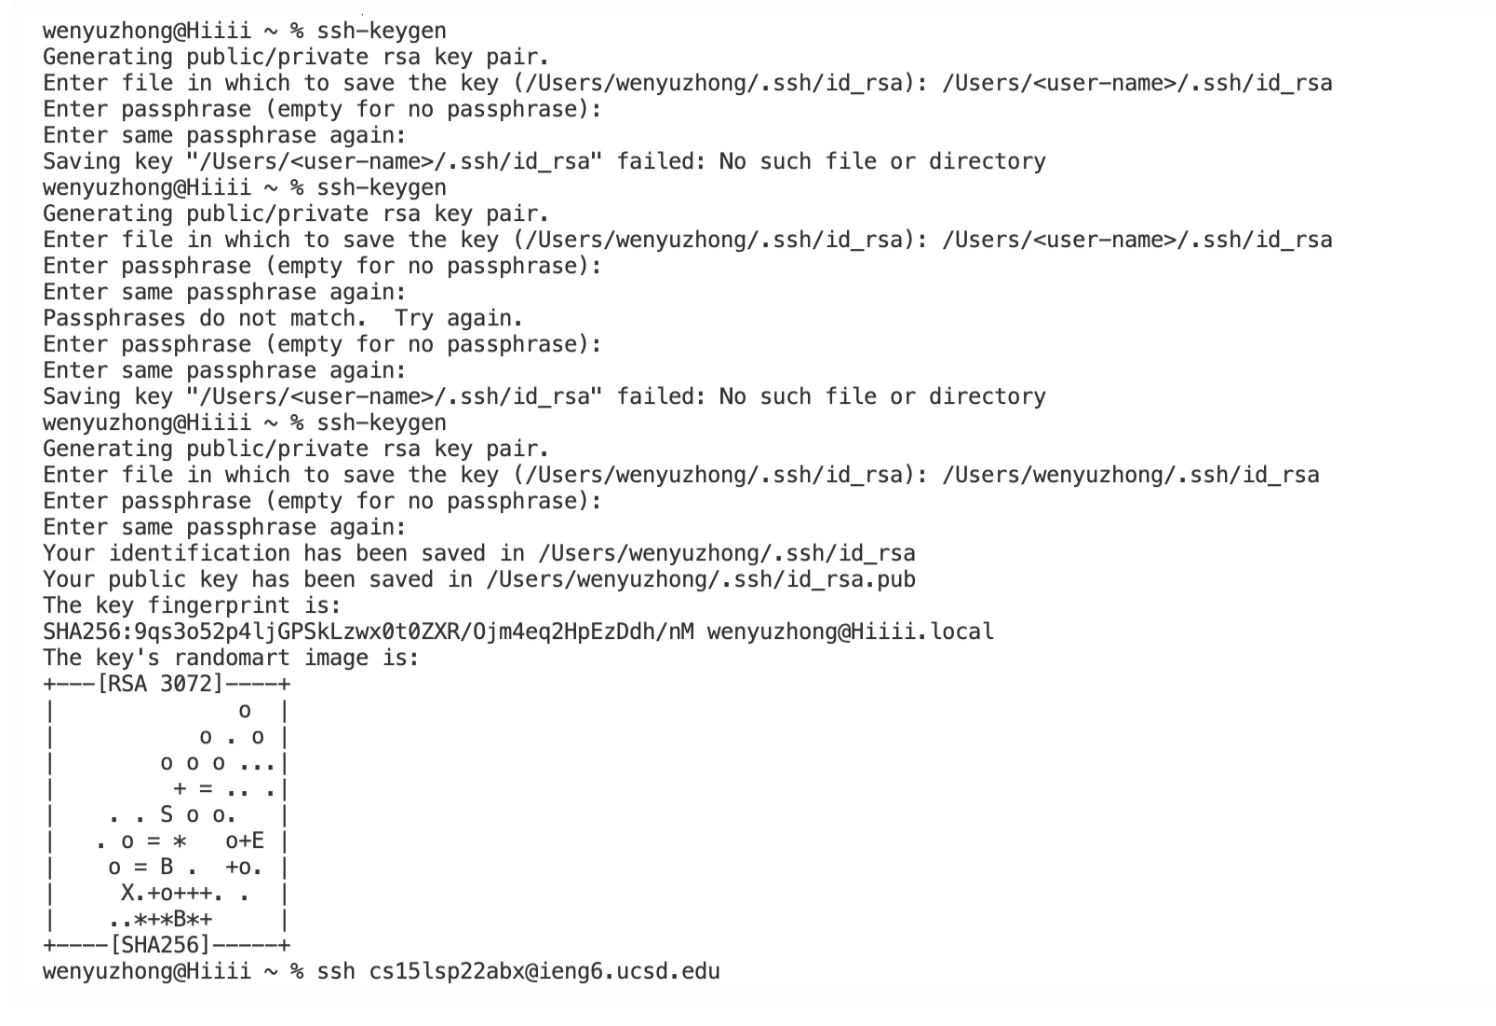 wenyuzhong@Hiiii ~ % ssh-keygen
Generating public/private rsa key pair.
Enter file in which to save the key (/Users/wenyuzhong/.ssh/id_rsa): /Users/<user-name>/.ssh/id_rsa
Enter passphrase (empty for no passphrase):
Enter same passphrase again:
Saving key "/Users/<user-name>/.ssh/id_rsa" failed: No such file or directory
wenyuzhong@Hiiii ~ % ssh-keygen
Generating public/private rsa key pair.
Enter file in which to save the key (/Users/wenyuzhong/.ssh/id_rsa): /Users/<user-name>/.ssh/id_rsa
Enter passphrase (empty for no passphrase):
Enter same passphrase again:
Passphrases do not match.  Try again.
Enter passphrase (empty for no passphrase):
Enter same passphrase again:
Saving key "/Users/<user-name>/.ssh/id_rsa" failed: No such file or directory
wenyuzhong@Hiiii ~ % ssh-keygen
Generating public/private rsa key pair.
Enter file in which to save the key (/Users/wenyuzhong/.ssh/id_rsa): /Users/wenyuzhong/.ssh/id_rsa
Enter passphrase (empty for no passphrase):
Enter same passphrase again:
Your identification has been saved in /Users/wenyuzhong/.ssh/id_rsa
Your public key has been saved in /Users/wenyuzhong/.ssh/id_rsa.pub
The key fingerprint is:
SHA256:9qs3o52p4ljGPSkLzwx0t0ZXR/Ojm4eq2HpEzDdh/nM wenyuzhong@Hiiii.local
The key's randomart image is:
+---[RSA 3072]----+
|              o  |
|           o . o |
|        o o o ...|
|         + = .. .|
|    . . S o o.   |
|   . o = *   o+E |
|    o = B .  +o. |
|     X.+o+++. .  |
|    ..*+*B*+     |
+----[SHA256]-----+
wenyuzhong@Hiiii ~ % ssh cs15lsp22abx@ieng6.ucsd.edu